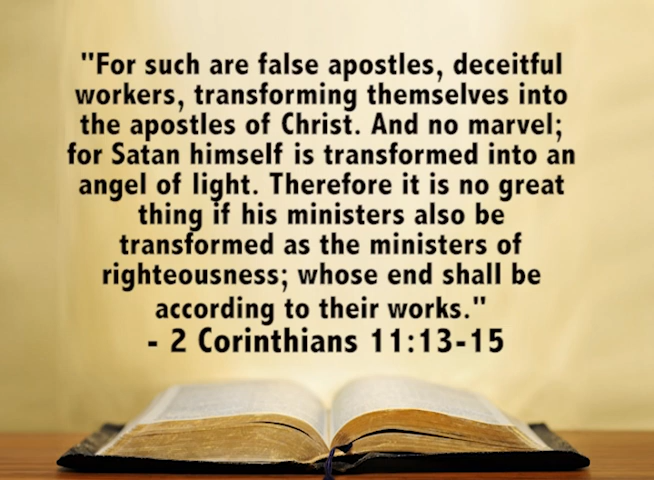 "For such are false apostles, deceitful
workers, transforming themselves into
the apostles of Christ. And no marvel;
for Satan himself is transformed into an
angel of light. Therefore it is no great
thing if his ministers also be
transformed as the ministers of
righteousness; whose end shall be
according to their works."
- 2 Corinthians 11:13-15